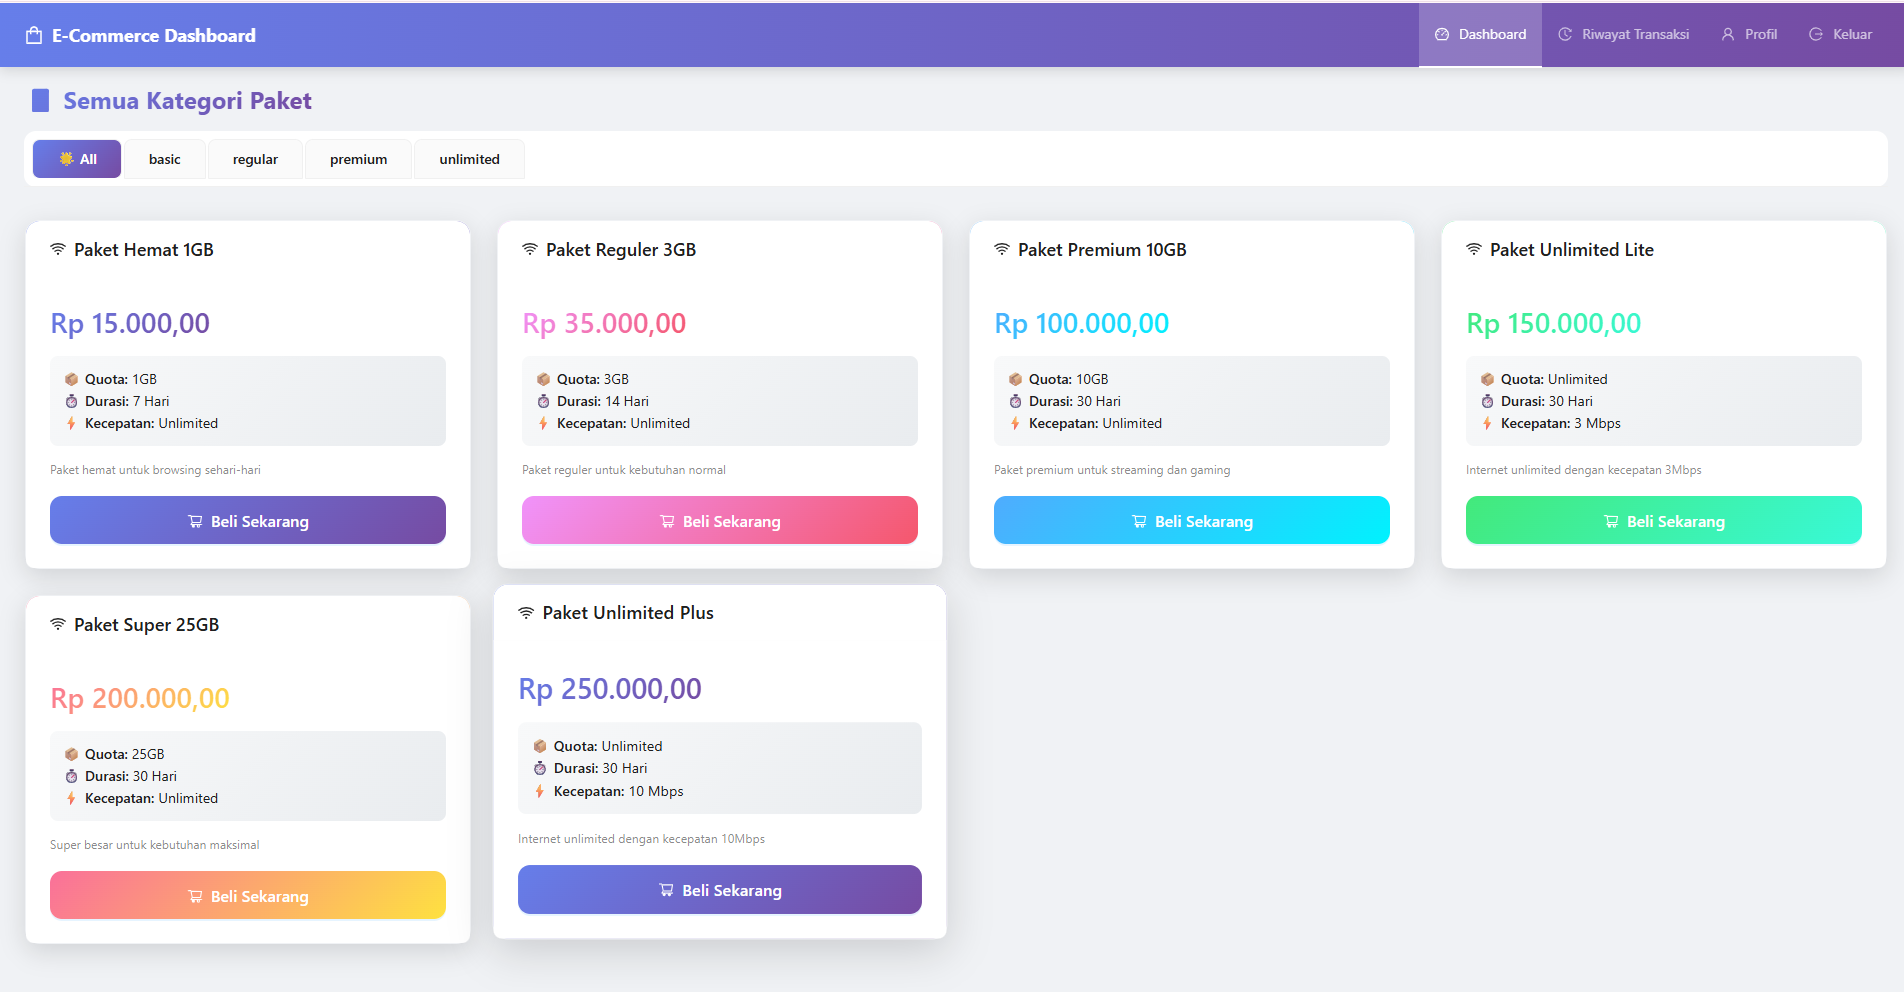 E-Commerce Dashboard
Dashboard
Riwayat Transaksi
Profil
Keluar
Semua Kategori Paket
All
basic
regular
premium
unlimited
Paket Hemat 1GB
Rp 15.000,00
Quota: 1GB
Durasi: 7 Hari
Kecepatan: Unlimited
Paket hemat untuk browsing sehari-hari
Beli Sekarang
Paket Reguler 3GB
Rp 35.000,00
Quota: 3GB
Durasi: 14 Hari
Kecepatan: Unlimited
Paket reguler untuk kebutuhan normal
Beli Sekarang
Paket Premium 10GB
Rp 100.000,00
Quota: 10GB
Durasi: 30 Hari
Kecepatan: Unlimited
Paket premium untuk streaming dan gaming
Beli Sekarang
Paket Unlimited Lite
Rp 150.000,00
Quota: Unlimited
Durasi: 30 Hari
Kecepatan: 3 Mbps
Internet unlimited dengan kecepatan 3Mbps
Beli Sekarang
Paket Super 25GB
Rp 200.000,00
Quota: 25GB
Durasi: 30 Hari
Kecepatan: Unlimited
Super besar untuk kebutuhan maksimal
Beli Sekarang
Paket Unlimited Plus
Rp 250.000,00
Quota: Unlimited
Durasi: 30 Hari
Kecepatan: 10 Mbps
Internet unlimited dengan kecepatan 10Mbps
Beli Sekarang